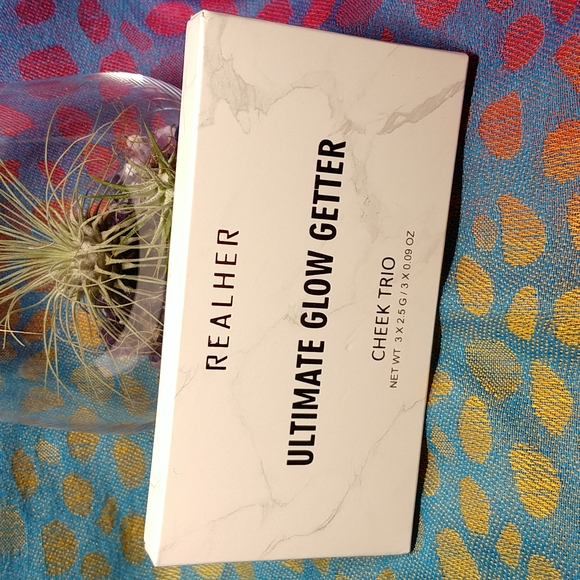 REALHER
ULTIMATE GLOW GETTER
CHEEK TRIO
NET WT 3 X 2.5 G / 3 X 0.09 OZ